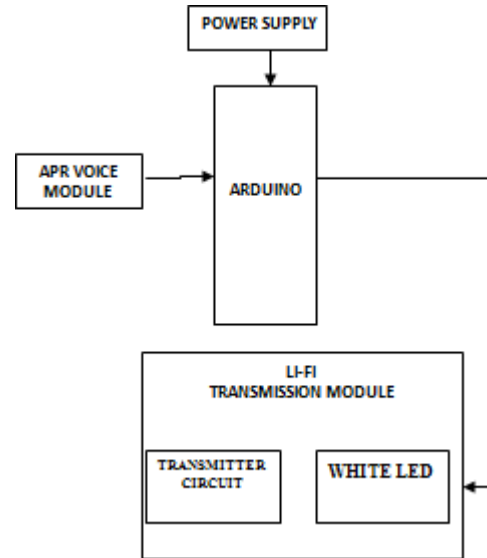 POWER SUPPLY
APR VOICE
MODULE
ARDUINO
LI-FI
TRANSMISSION MODULE
TRANSMITTER
CIRCUIT
WHITE LED